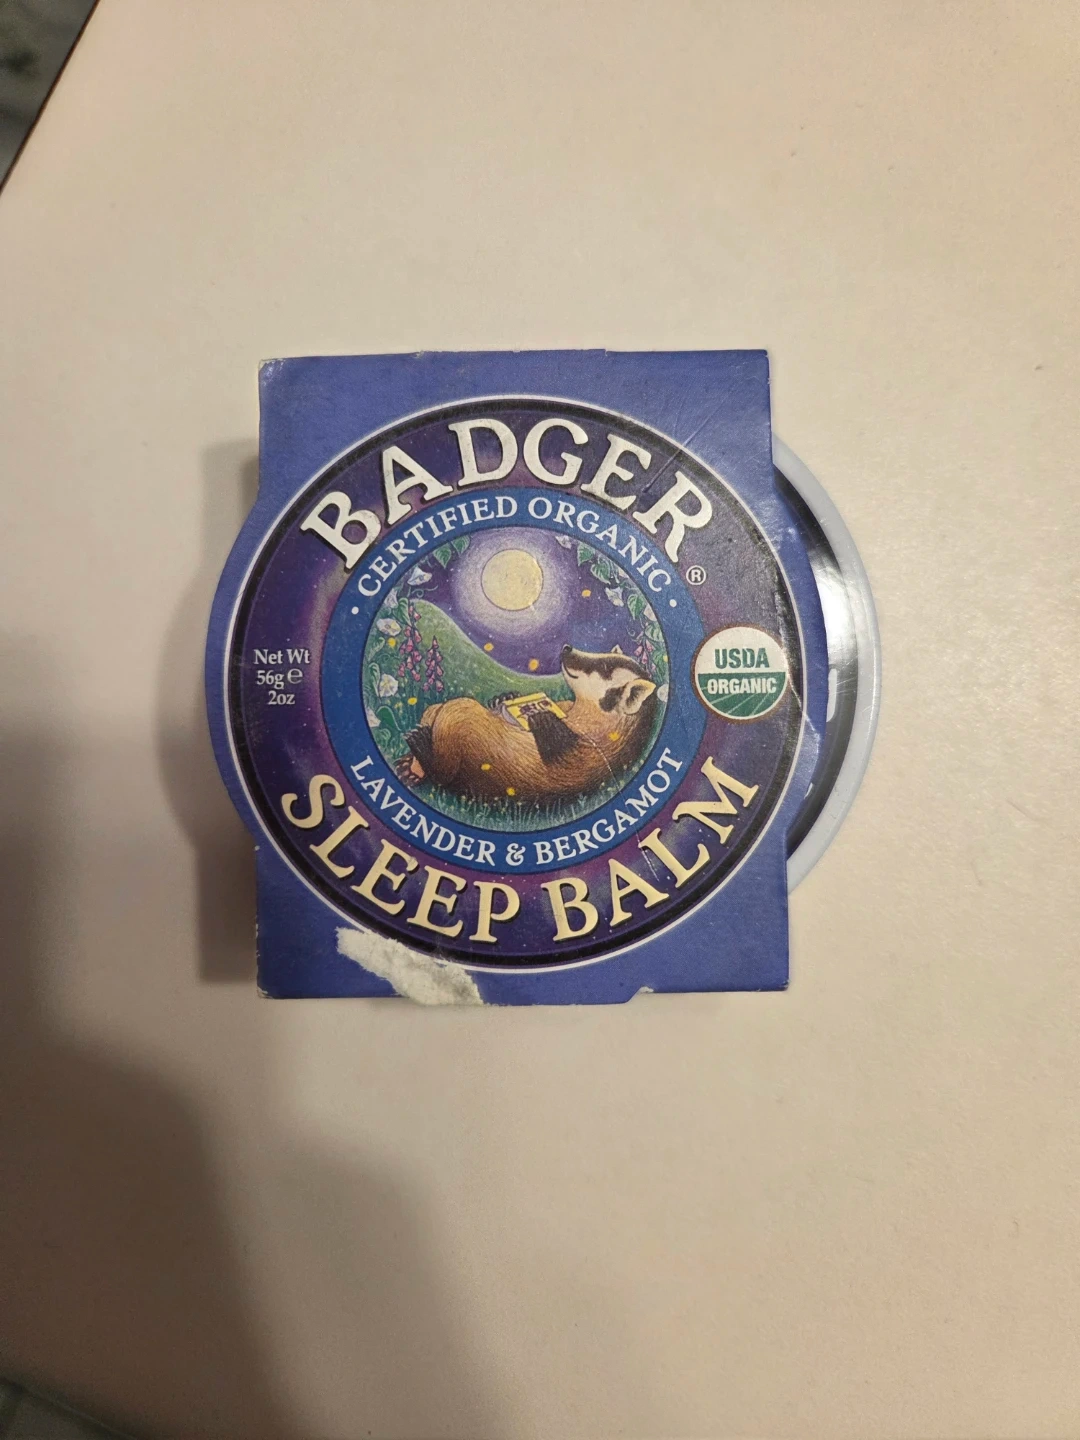 BADGER®
· CERTIFIED ORGANIC ·
Net Wt
56g ℮
2oz
USDA
ORGANIC
LAVENDER & BERGAMOT
SLEEP BALM